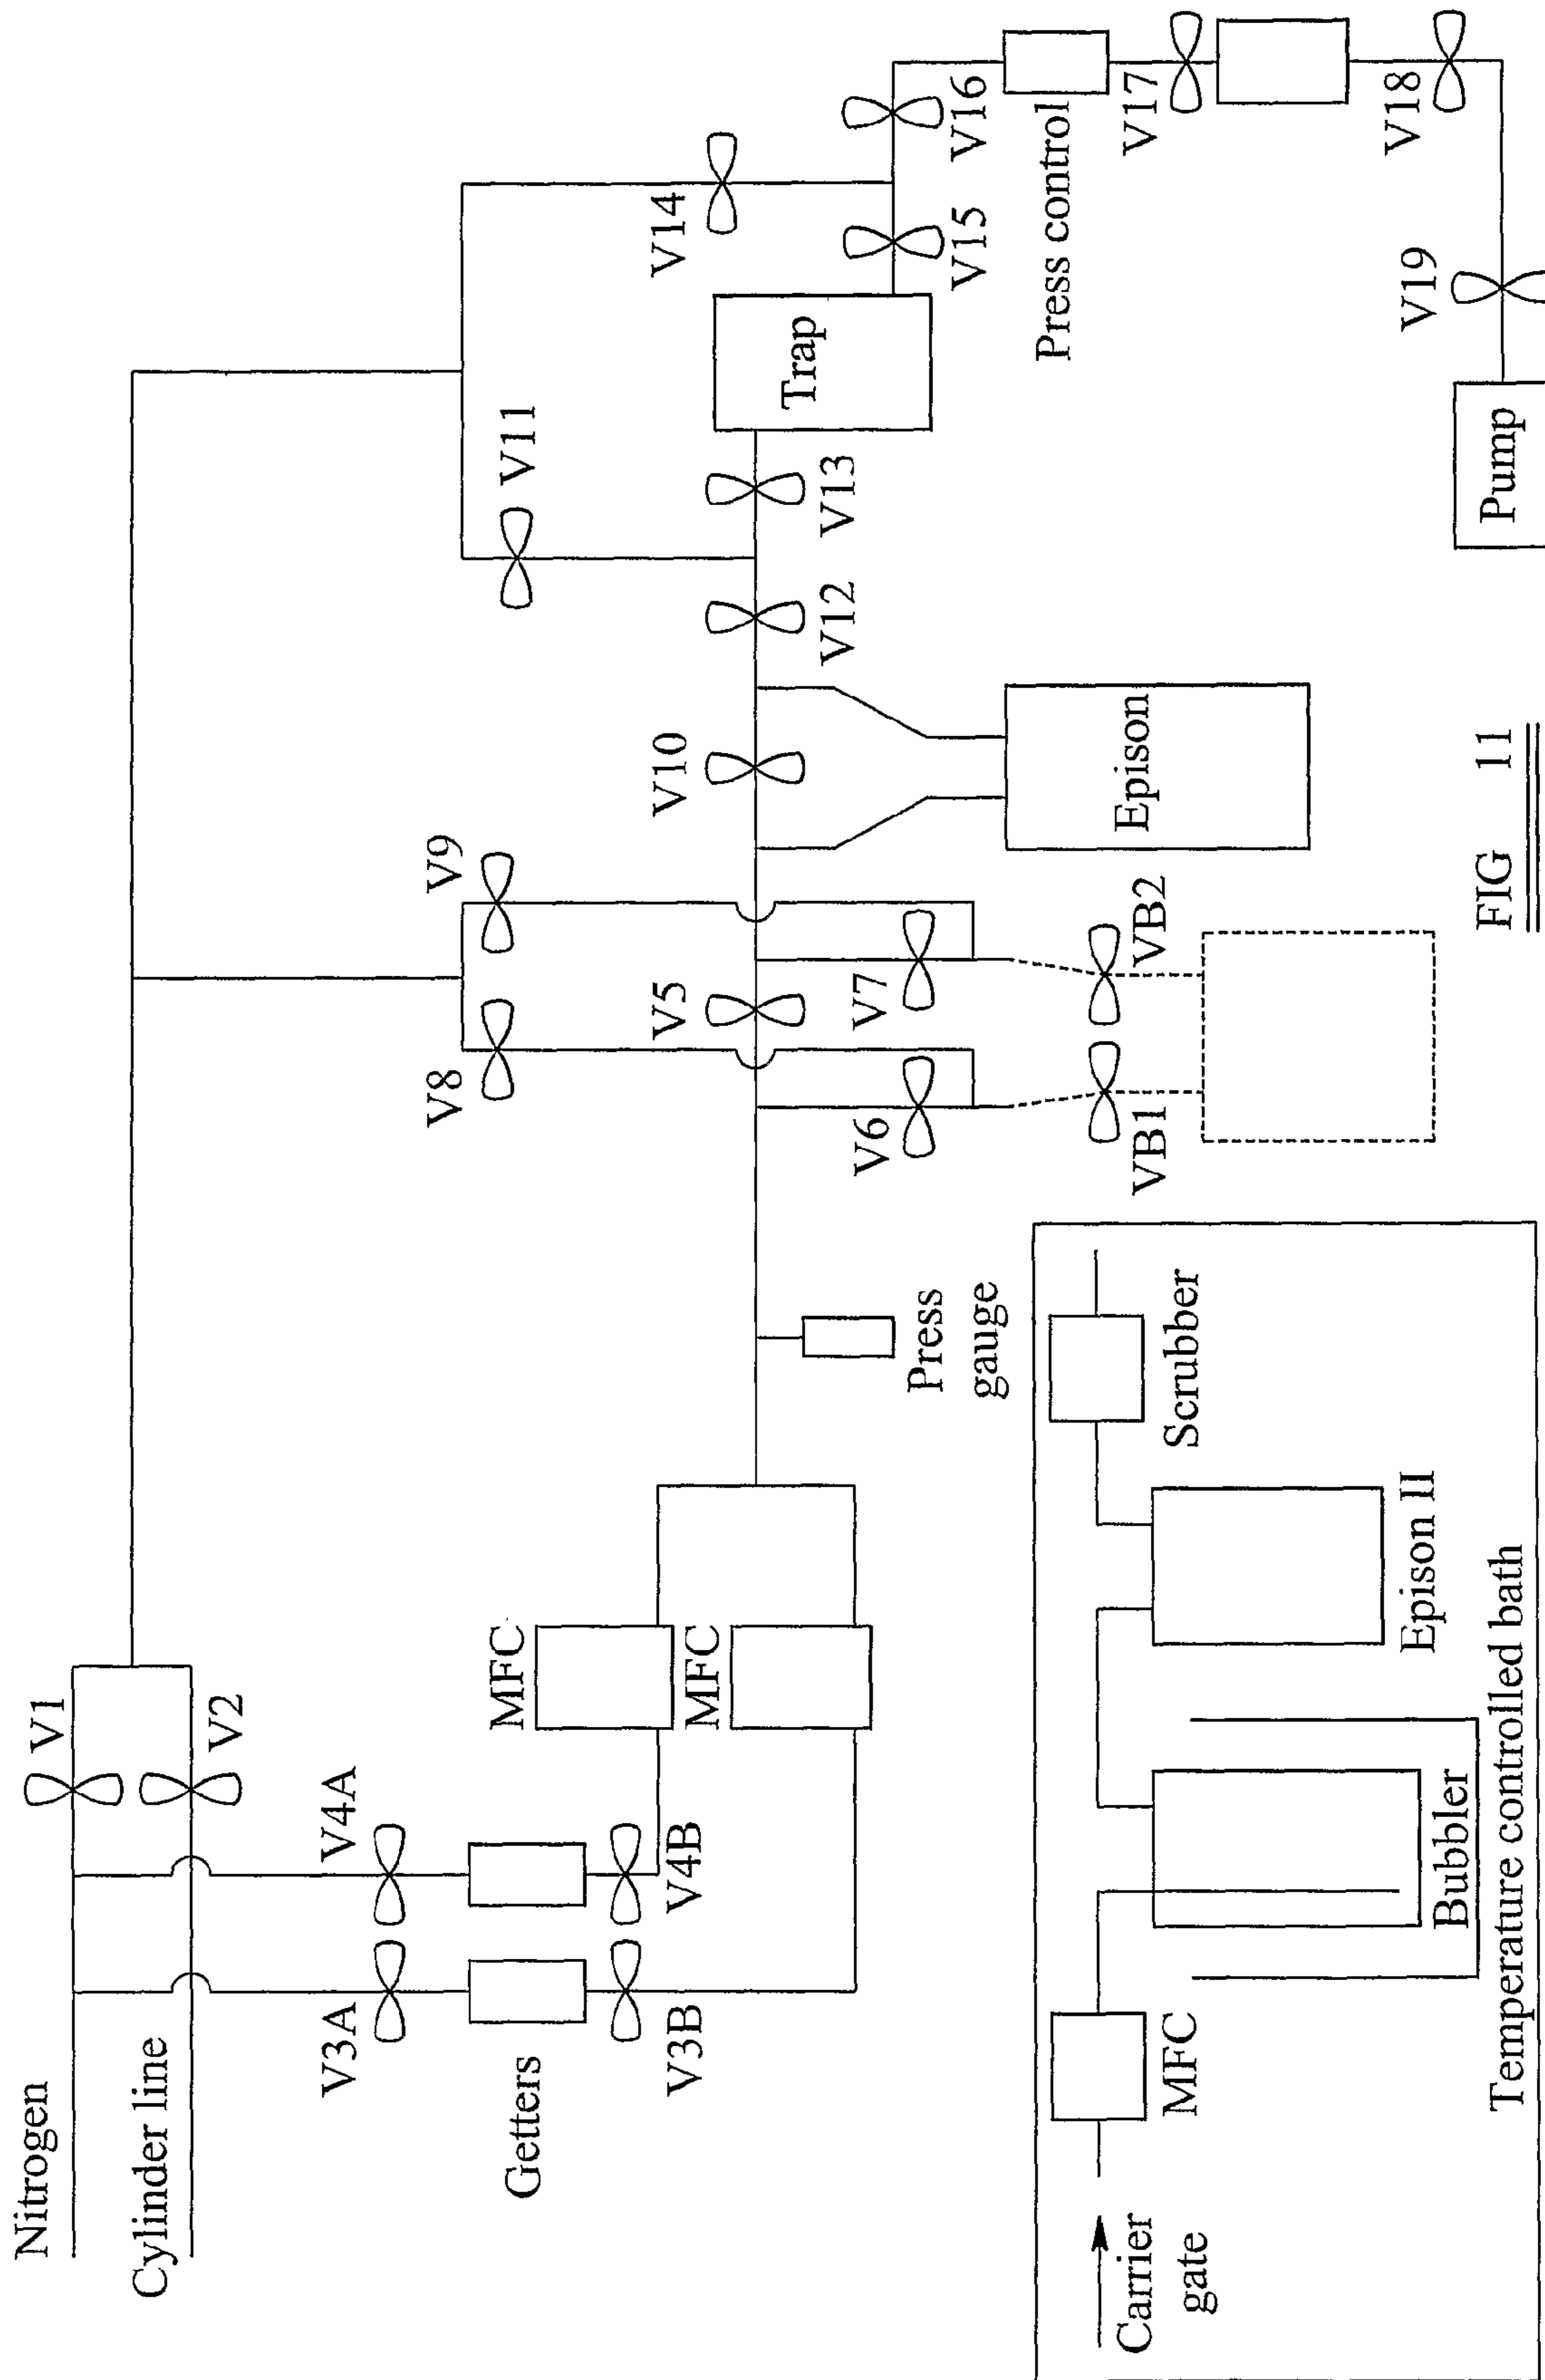 Nitrogen
V1
Cylinder line
V2
V3A
V4A
Getters
V3B
V4B
MFC
MFC
Press
gauge
V8
V9
V5
V6
V7
VB1
VB2
V10
Epison
V11
V12
V13
Trap
V14
V15
V16
Press control
V17
V18
V19
Pump
Carrier
gate
MFC
Bubbler
Epison II
Scrubber
Temperature controlled bath
FIG 11